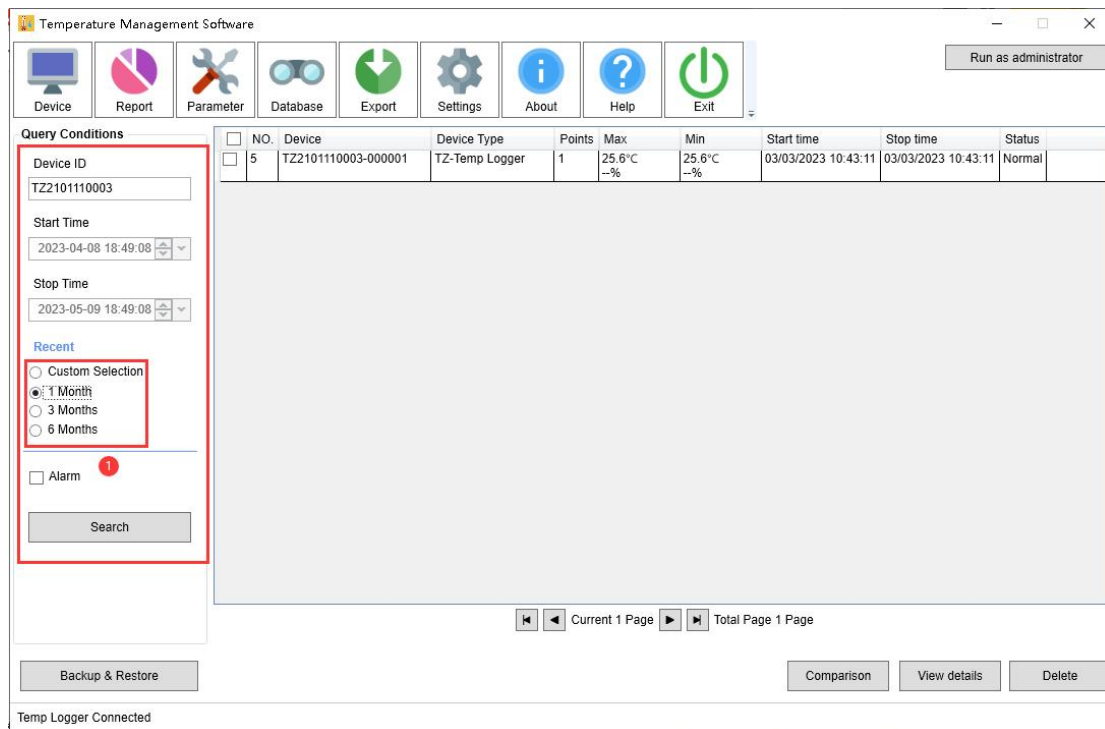 Temperature Management Software
Run as administrator
Device Report Parameter Database Export Settings About Help Exit
Query Conditions
Device ID
TZ2101110003
Start Time
2023-04-08 18:49:08
Stop Time
2023-05-09 18:49:08
Recent
Custom Selection
1 Month
3 Months
6 Months
1
Alarm
Search
NO. Device Device Type Points Max Min Start time Stop time Status
5 TZ2101110003-000001 TZ-Temp Logger 1 25.6°C 25.6°C 03/03/2023 10:43:11 03/03/2023 10:43:11 Normal
--% --%
Current 1 Page Total Page 1 Page
Backup & Restore Comparison View details Delete
Temp Logger Connected